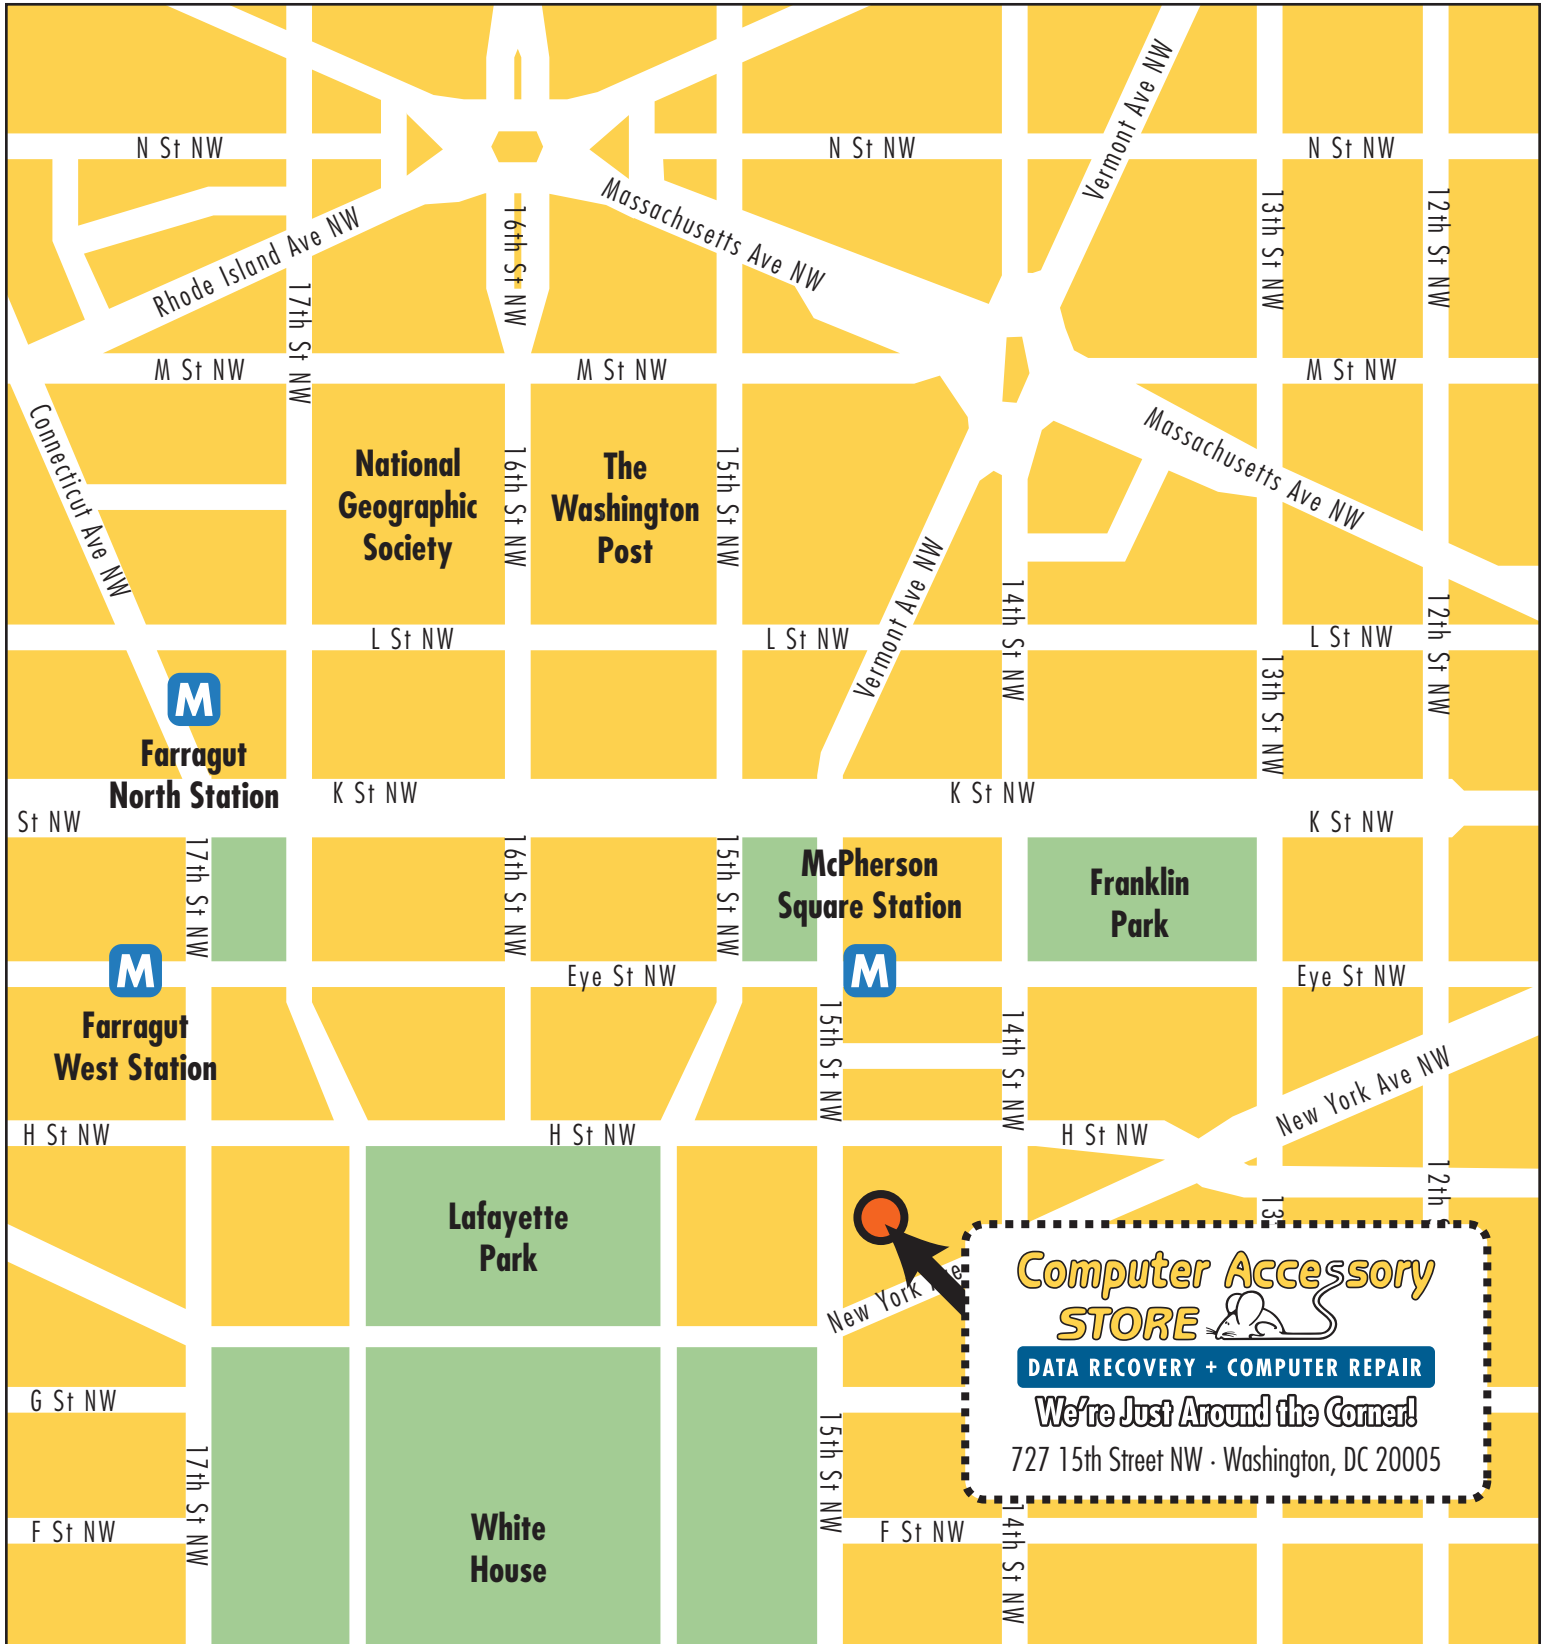 N St NW
N St NW
N St NW
Vermont Ave NW
Massachusetts Ave NW
Rhode Island Ave NW
16th St NW
13th St NW
12th St NW
17th St NW
M St NW
M St NW
M St NW
Connecticut Ave NW
National
Geographic
Society
16th St NW
The
Washington
Post
15th St NW
Massachusetts Ave NW
Vermont Ave NW
14th St NW
12th St NW
L St NW
L St NW
L St NW
13th St NW
M
Farragut
North Station
K St NW
K St NW
St NW
K St NW
17th St NW
16th St NW
15th St NW
McPherson
Square Station
Franklin
Park
M
M
Eye St NW
Eye St NW
Farragut
West Station
15th St NW
14th St NW
New York Ave NW
H St NW
H St NW
H St NW
12th S
13
Lafayette
Park
New York Ave
Computer Accessory
STORE
DATA RECOVERY + COMPUTER REPAIR
We're Just Around the Corner!
727 15th Street NW · Washington, DC 20005
G St NW
17th St NW
15th St NW
F St NW
F St NW
14th St NW
White
House